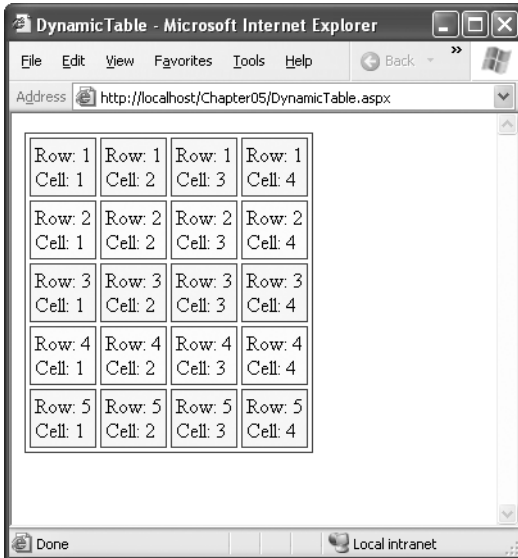 DynamicTable - Microsoft Internet Explorer
File Edit View Favorites Tools Help Back »
Address http://localhost/Chapter05/DynamicTable.aspx
Row: 1 Row: 1 Row: 1 Row: 1
Cell: 1 Cell: 2 Cell: 3 Cell: 4
Row: 2 Row: 2 Row: 2 Row: 2
Cell: 1 Cell: 2 Cell: 3 Cell: 4
Row: 3 Row: 3 Row: 3 Row: 3
Cell: 1 Cell: 2 Cell: 3 Cell: 4
Row: 4 Row: 4 Row: 4 Row: 4
Cell: 1 Cell: 2 Cell: 3 Cell: 4
Row: 5 Row: 5 Row: 5 Row: 5
Cell: 1 Cell: 2 Cell: 3 Cell: 4
Done Local intranet